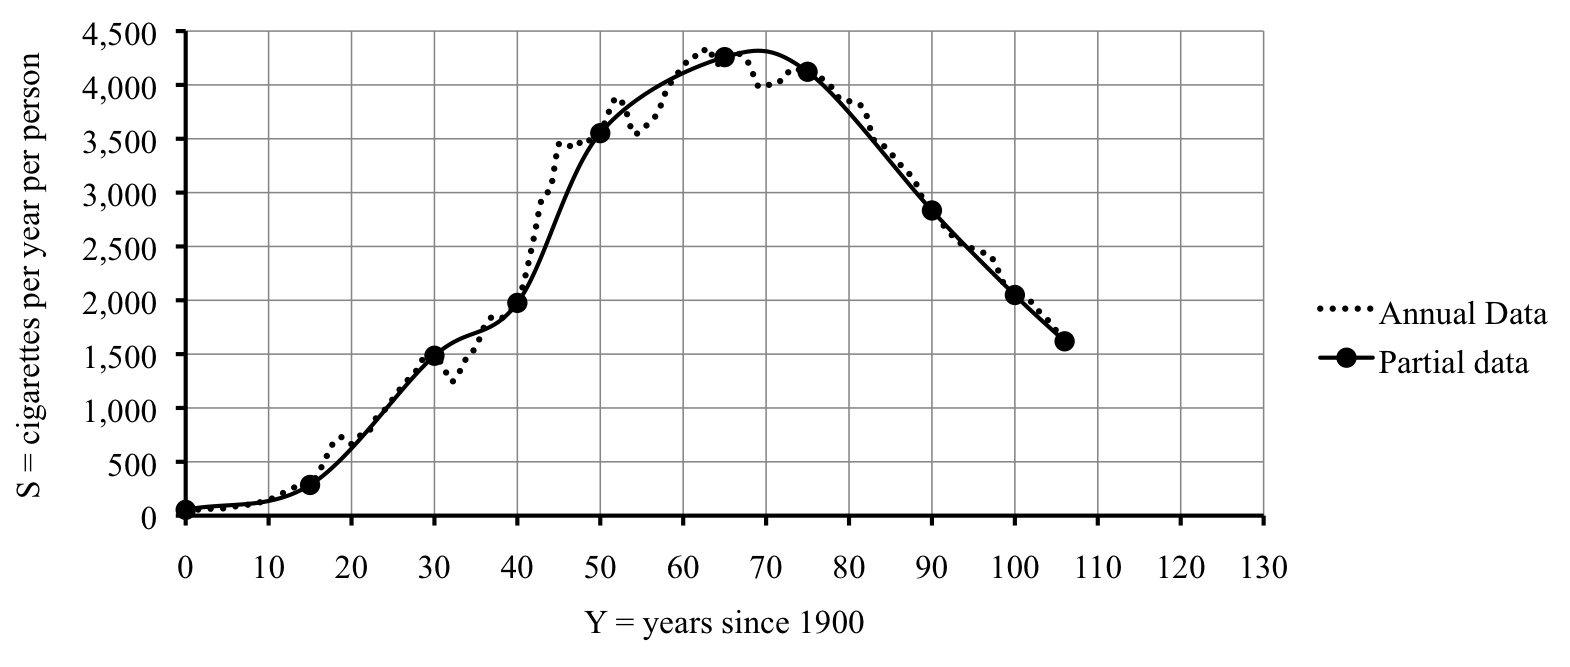 S = cigarettes per year per person
4,500
4,000
3,500
3,000
2,500
2,000
1,500
1,000
500
0
0 10 20 30 40 50 60 70 80 90 100 110 120 130
Y = years since 1900
Annual Data
Partial data